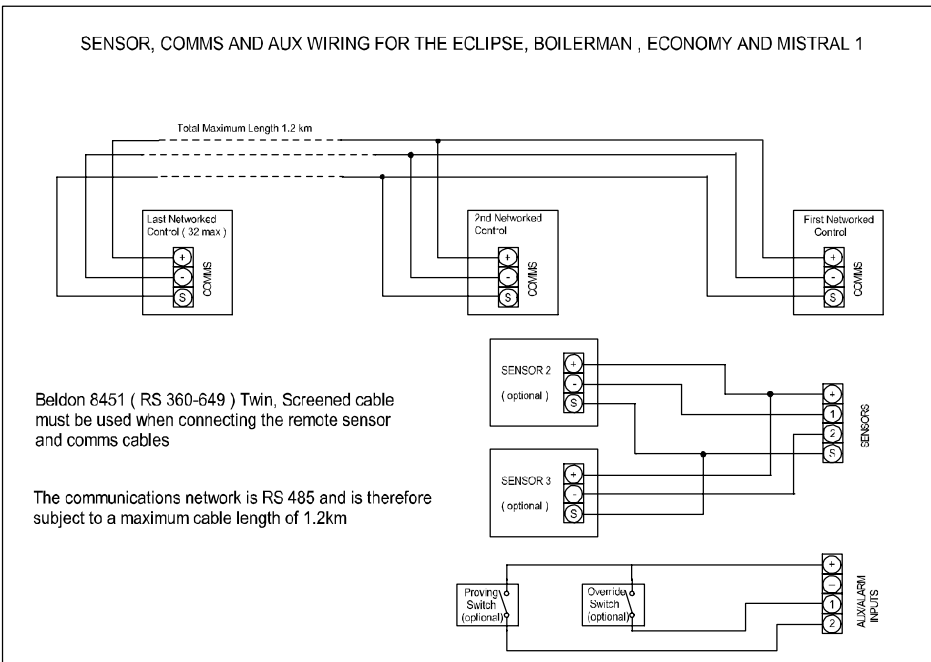 SENSOR, COMMS AND AUX WIRING FOR THE ECLIPSE, BOILERMAN , ECONOMY AND MISTRAL 1
Total Maximum Length 1.2 km
Last Networked
Control ( 32 max )
+
-
S
COMMS
2nd Networked
Control
+
-
S
COMMS
First Networked
Control
+
-
S
COMMS
Beldon 8451 ( RS 360-649 ) Twin, Screened cable
must be used when connecting the remote sensor
and comms cables
The communications network is RS 485 and is therefore
subject to a maximum cable length of 1.2km
SENSOR 2
( optional )
+
-
S
SENSOR 3
( optional )
+
-
S
+
1
2
S
SENSORS
Proving
Switch
(optional)
Override
Switch
(optional)
+
-
1
2
AUX/ALARM
INPUTS